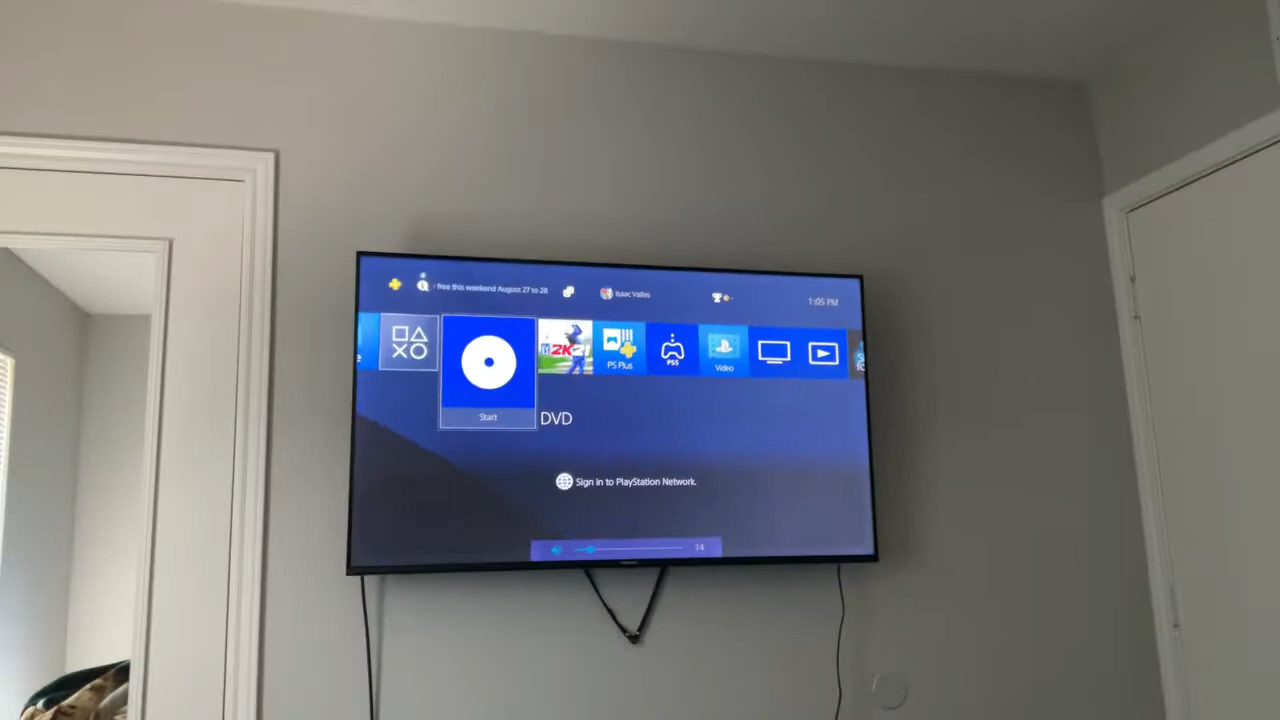 free this weekend August 27 to 28
Isaac Valles
1:05 PM
2K21
PS Plus
PS5
Video
Start
DVD
Sign in to PlayStation Network.
14